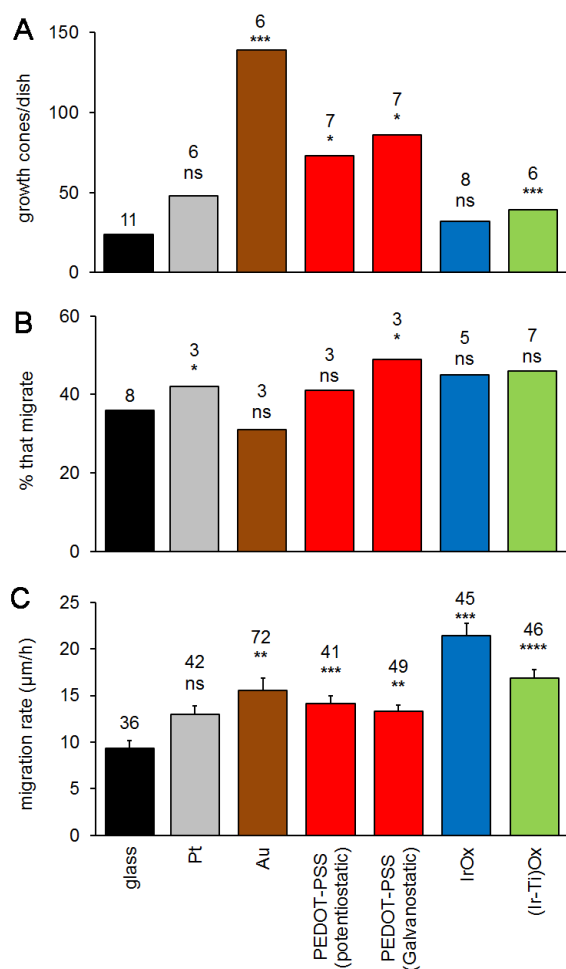 A
growth cones/dish
150
100
50
0
11
6
ns
6
***
7
*
7
*
8
ns
6
***
B
% that migrate
60
40
20
0
8
3
*
3
ns
3
ns
3
*
5
ns
7
ns
C
migration rate (µm/h)
25
20
15
10
5
0
36
42
ns
72
**
41
***
49
**
45
***
46
****
glass
Pt
Au
PEDOT-PSS
(potentiostatic)
PEDOT-PSS
(Galvanostatic)
IrOx
(Ir-Ti)Ox